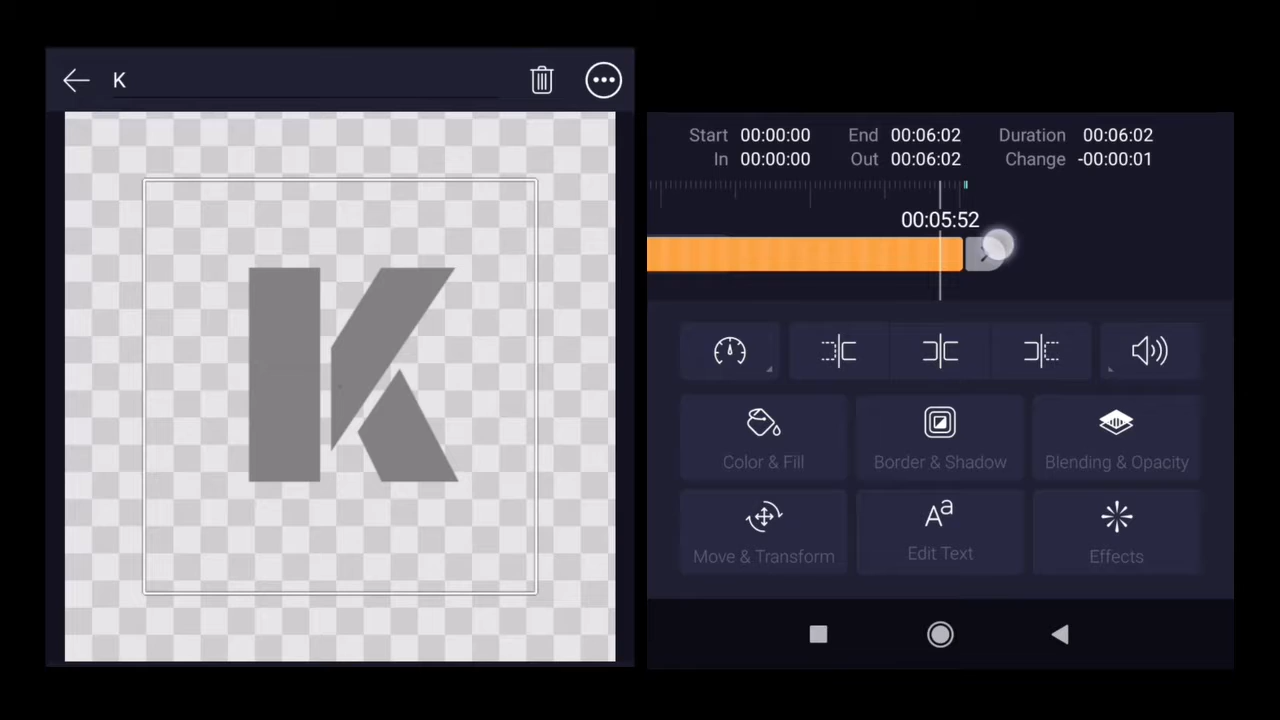 K
K
Start 00:00:00 End 00:06:02 Duration 00:06:02
In 00:00:00 Out 00:06:02 Change -00:00:01
00:05:52
Color & Fill
Border & Shadow
Blending & Opacity
Move & Transform
Aa
Edit Text
Effects